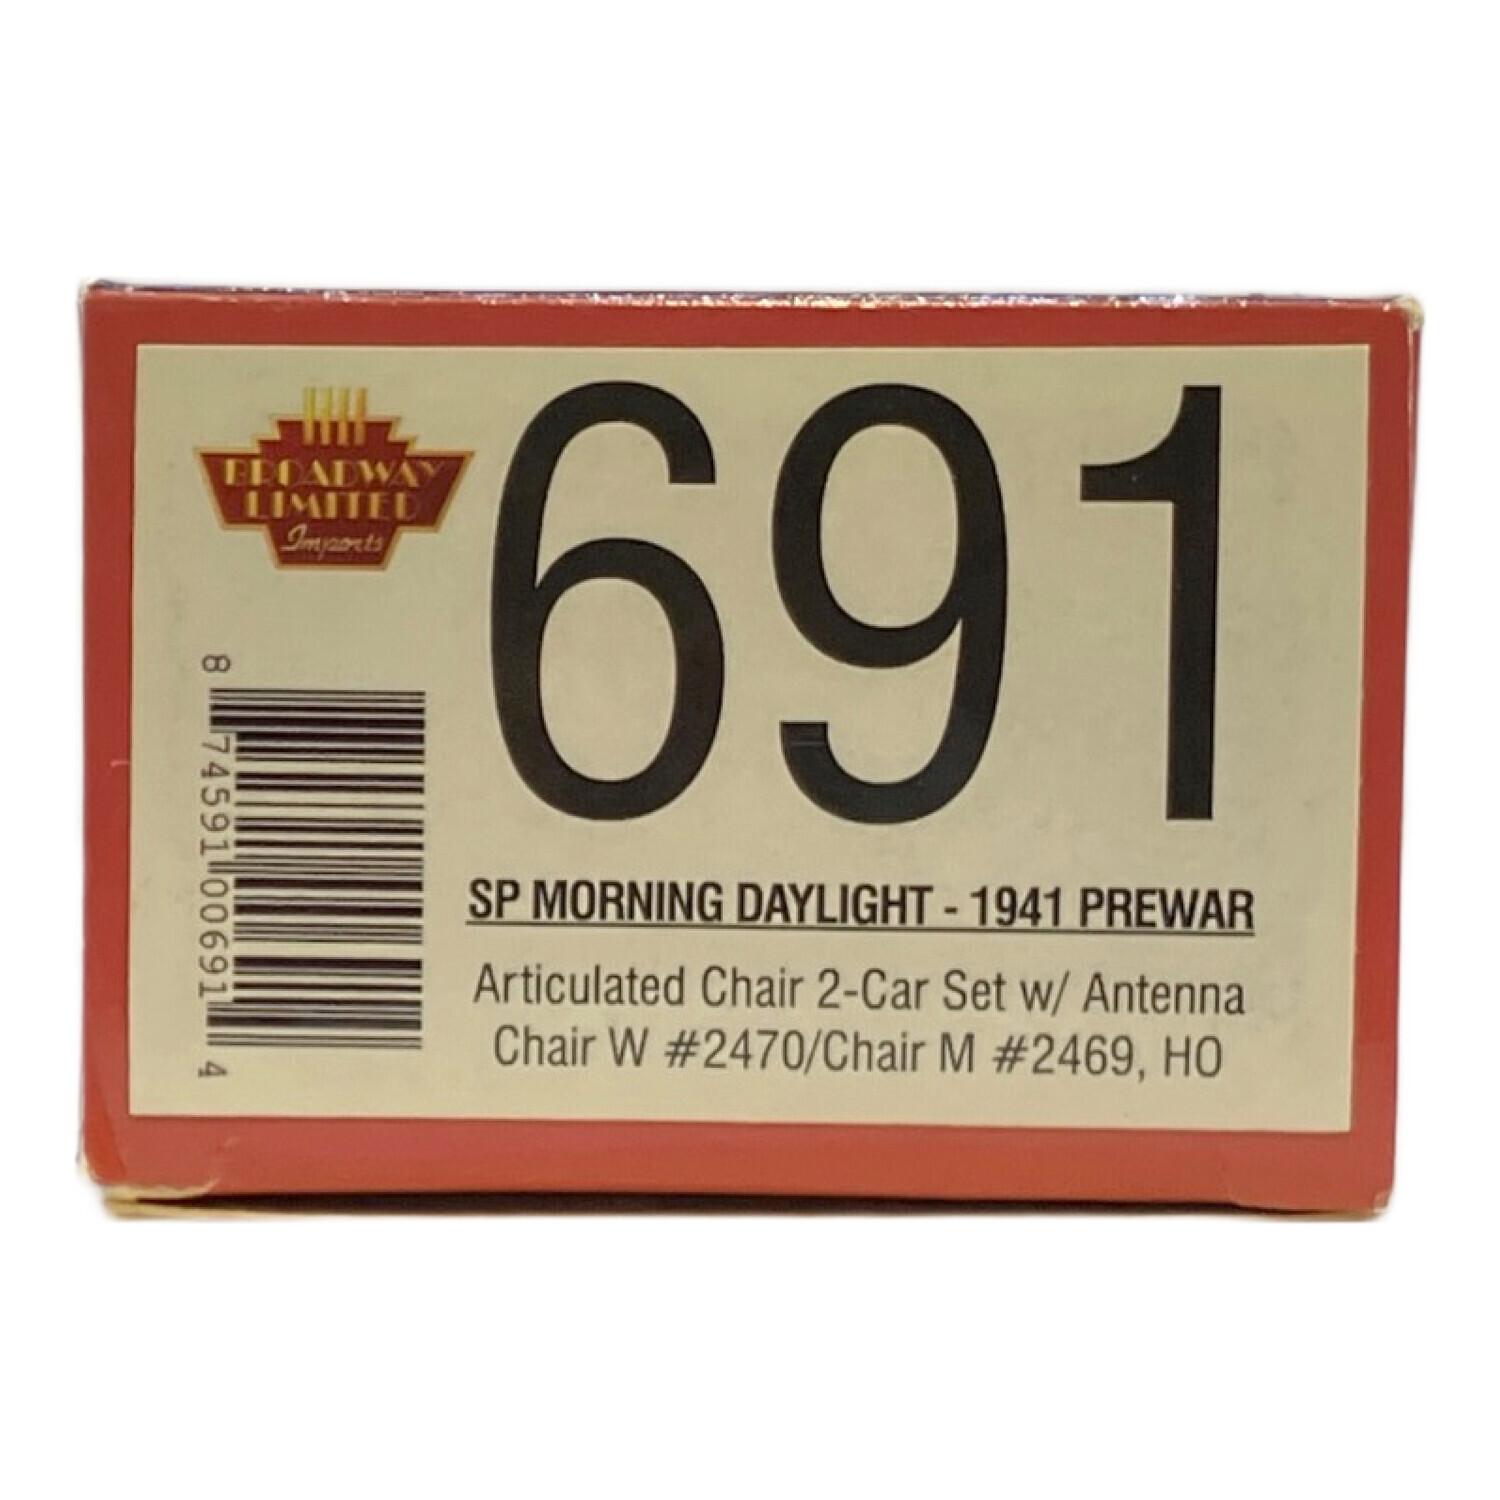 BROADWAY
LIMITED
Imports
691
8 74591 00691 4
SP MORNING DAYLIGHT - 1941 PREWAR
Articulated Chair 2-Car Set w/ Antenna
Chair W #2470/Chair M #2469, HO